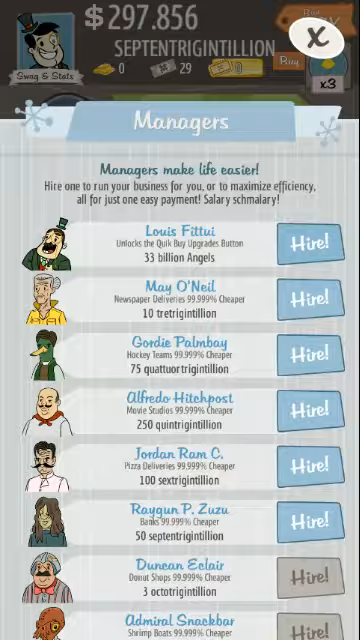 $ 297.856
SEPTENTRIGINTILLION
X
Swag & Stats
0
29
0
Buy
x3
Managers
Managers make life easier!
Hire one to run your business for you, or to maximize efficiency,
all for just one easy payment! Salary schmalary!
Louis Fittui
Unlocks the Quik Buy Upgrades Button
33 billion Angels
Hire!
May O'Neil
Newspaper Deliveries 99.999% Cheaper
10 tretrigintillion
Hire!
Gordie Palmbay
Hockey Teams 99.999% Cheaper
75 quattuortrigintillion
Hire!
Alfredo Hitchpost
Movie Studios 99.999% Cheaper
250 quintrigintillion
Hire!
Jordan Ram C.
Pizza Deliveries 99.999% Cheaper
100 sextrigintillion
Hire!
Raygun P. Zuzu
Banks 99.999% Cheaper
50 septentrigintillion
Hire!
Duncan Eclair
Donut Shops 99.999% Cheaper
3 octotrigintillion
Hire!
Admiral Snackbar
Shrimp Boats 99.999% Cheaper